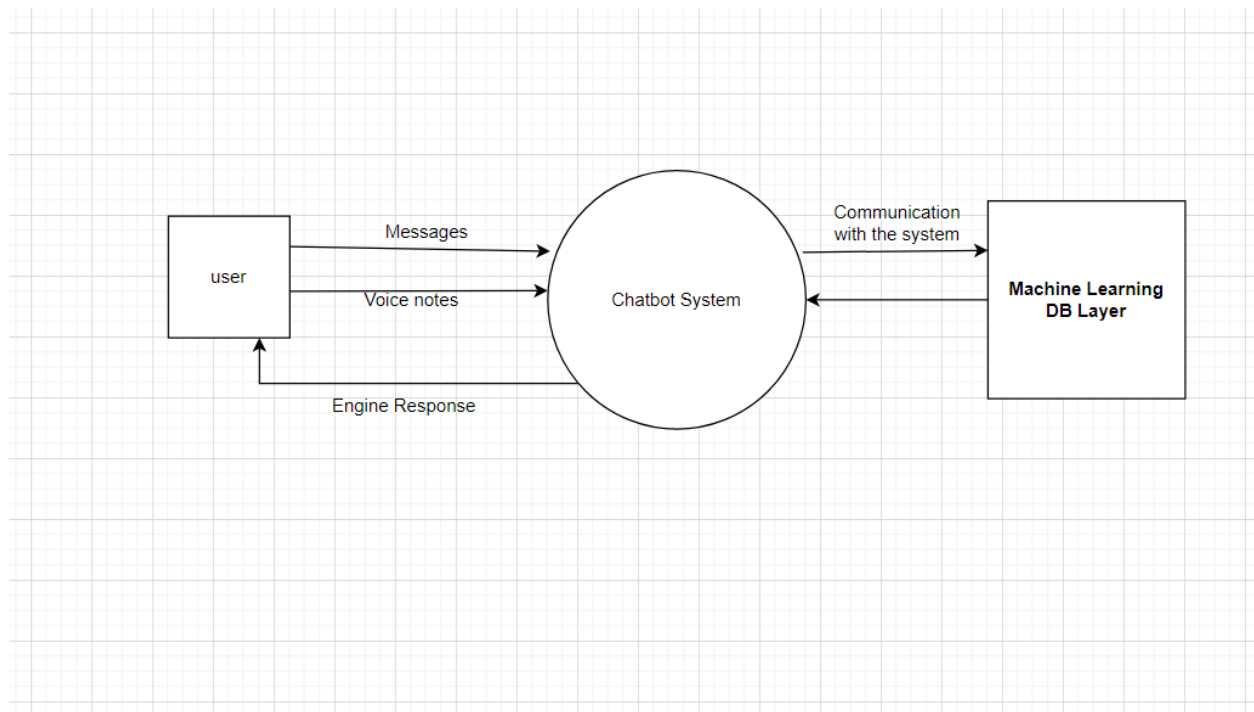 user
Messages
Voice notes
Engine Response
Chatbot System
Communication
with the system
Machine Learning
DB Layer